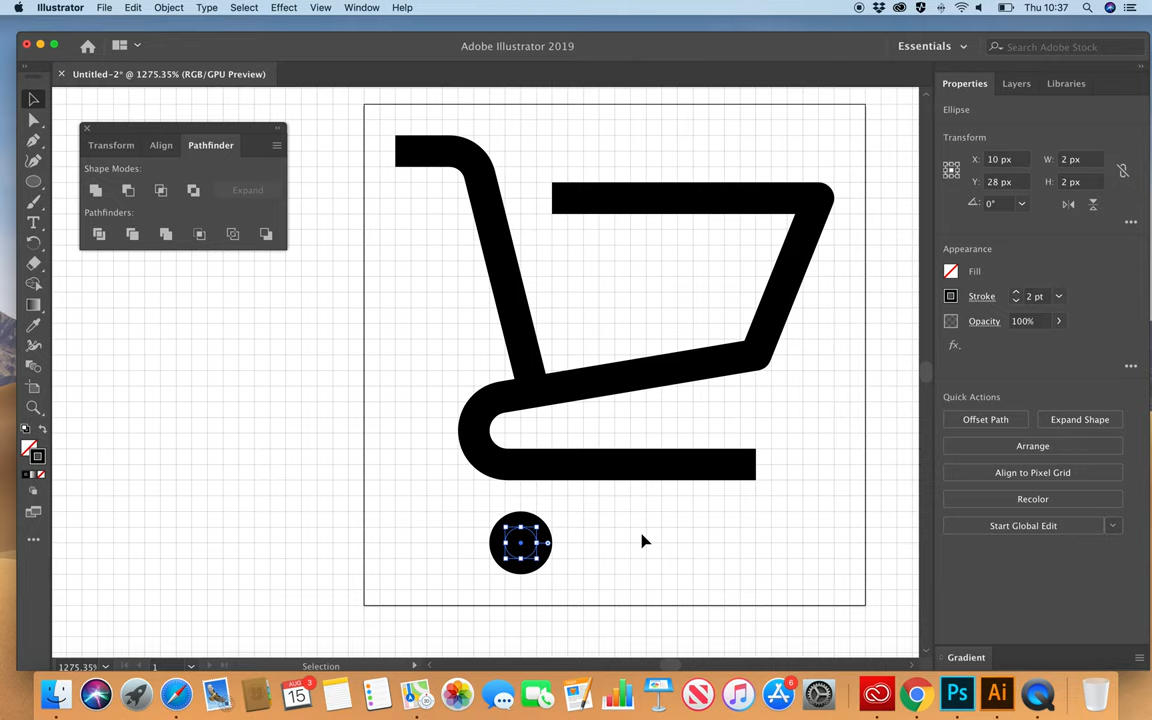 Illustrator File Edit Object Type Select Effect View Window Help Thu 10:37
Adobe Illustrator 2019 Essentials Search Adobe Stock
× Untitled-2* @ 1275.35% (RGB/GPU Preview)
Transform Align Pathfinder
Shape Modes:
Expand
Pathfinders:
Properties Layers Libraries
Ellipse
Transform
X: 10 px W: 2 px
Y: 28 px H: 2 px
0°
Appearance
Fill
Stroke 2 pt
Opacity 100%
fx.
Quick Actions
Offset Path Expand Shape
Arrange
Align to Pixel Grid
Recolor
Start Global Edit
Gradient
1275.35% 1 Selection
AUG 3
15
6
Ps Ai